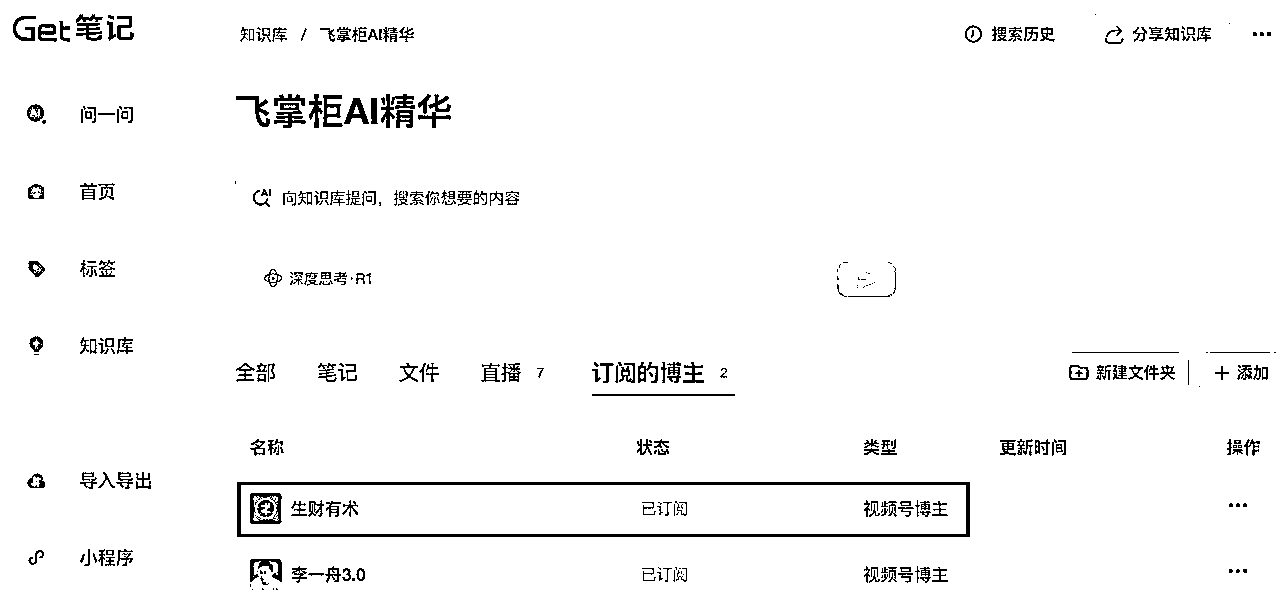 Get笔记
知识库 / 飞掌柜AI精华
搜索历史
分享知识库
飞掌柜AI精华
问一问
首页
标签
知识库
导入导出
小程序
向知识库提问，搜索你想要的内容
深度思考·R1
全部 笔记 文件 直播 7 订阅的博主 2
新建文件夹
+ 添加
名称 状态 类型 更新时间 操作
生财有术 已订阅 视频号博主
李一舟3.0 已订阅 视频号博主